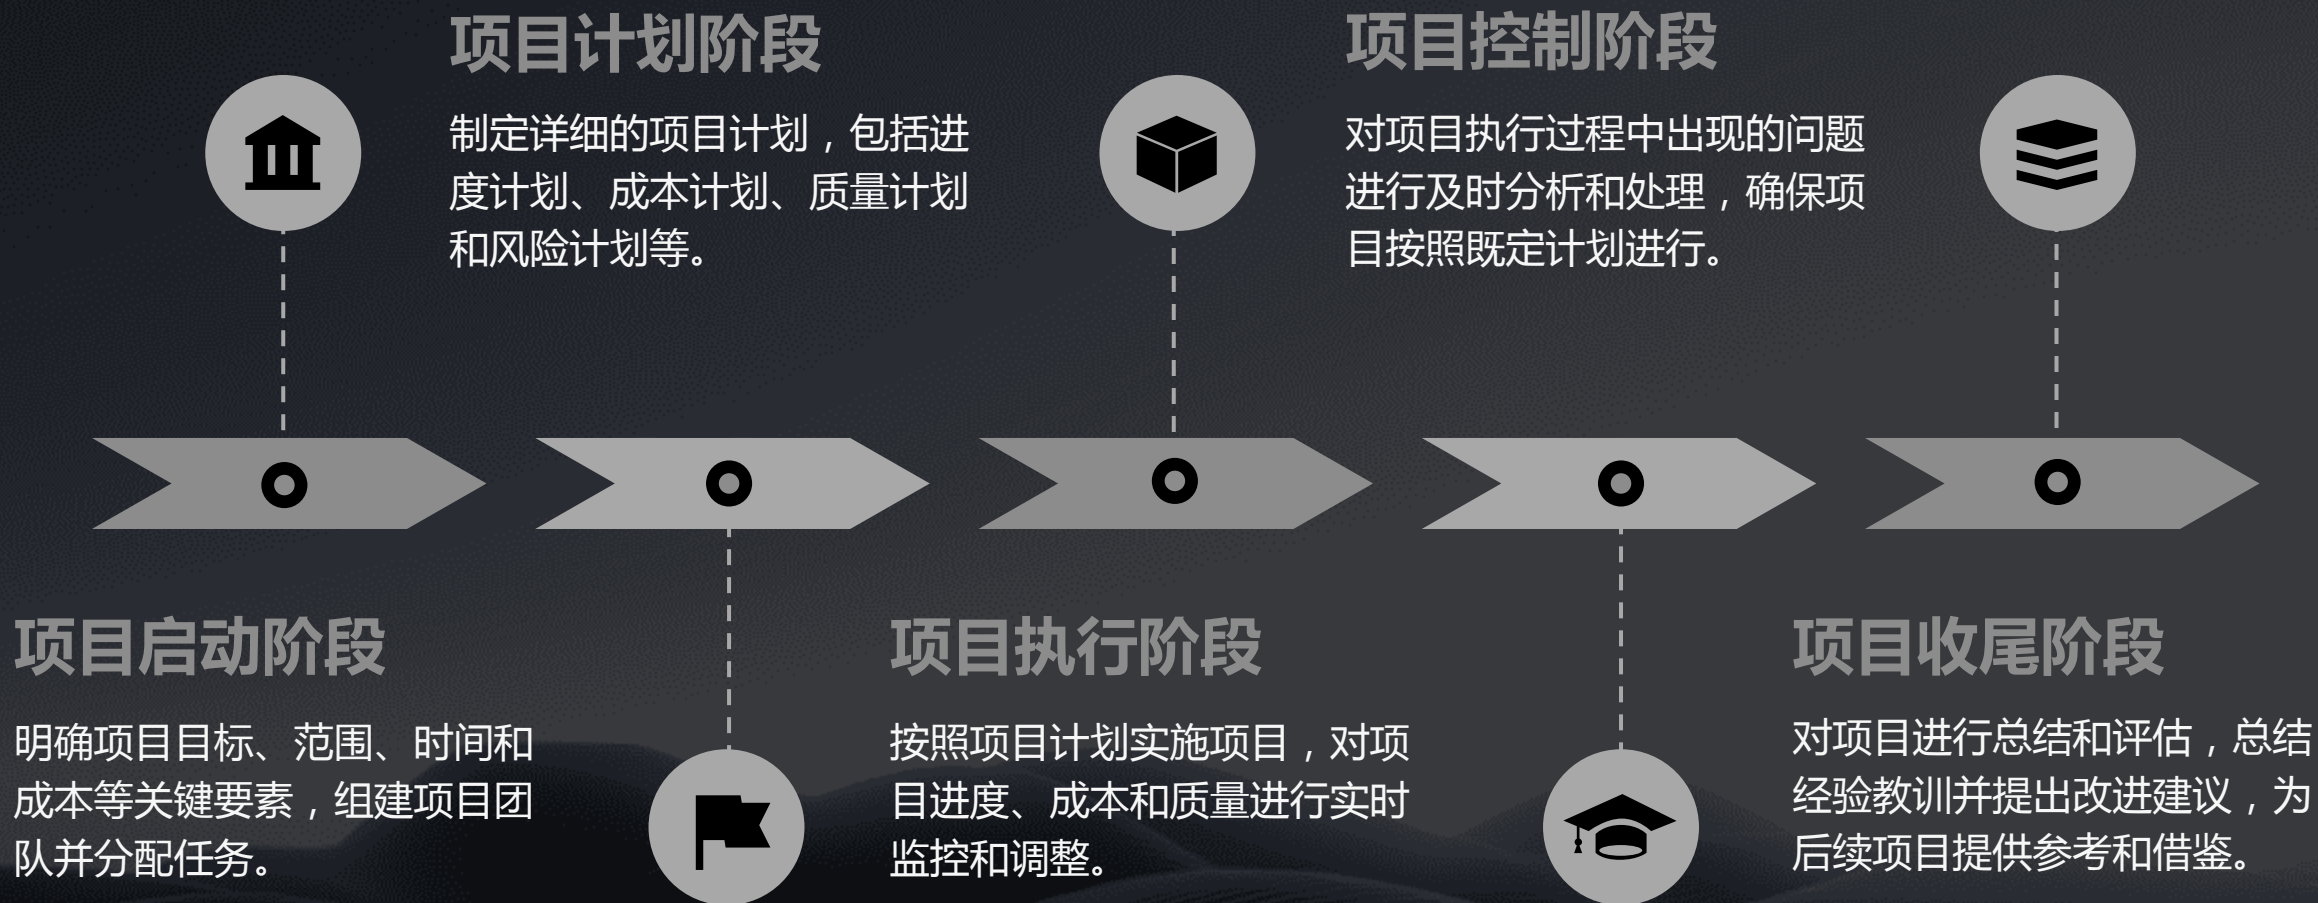 项目计划阶段
制定详细的项目计划，包括进
度计划、成本计划、质量计划
和风险计划等。
项目控制阶段
对项目执行过程中出现的问题
进行及时分析和处理，确保项
目按照既定计划进行。
项目启动阶段
明确项目目标、范围、时间和
成本等关键要素，组建项目团
队并分配任务。
项目执行阶段
按照项目计划实施项目，对项
目进度、成本和质量进行实时
监控和调整。
项目收尾阶段
对项目进行总结和评估，总结
经验教训并提出改进建议，为
后续项目提供参考和借鉴。